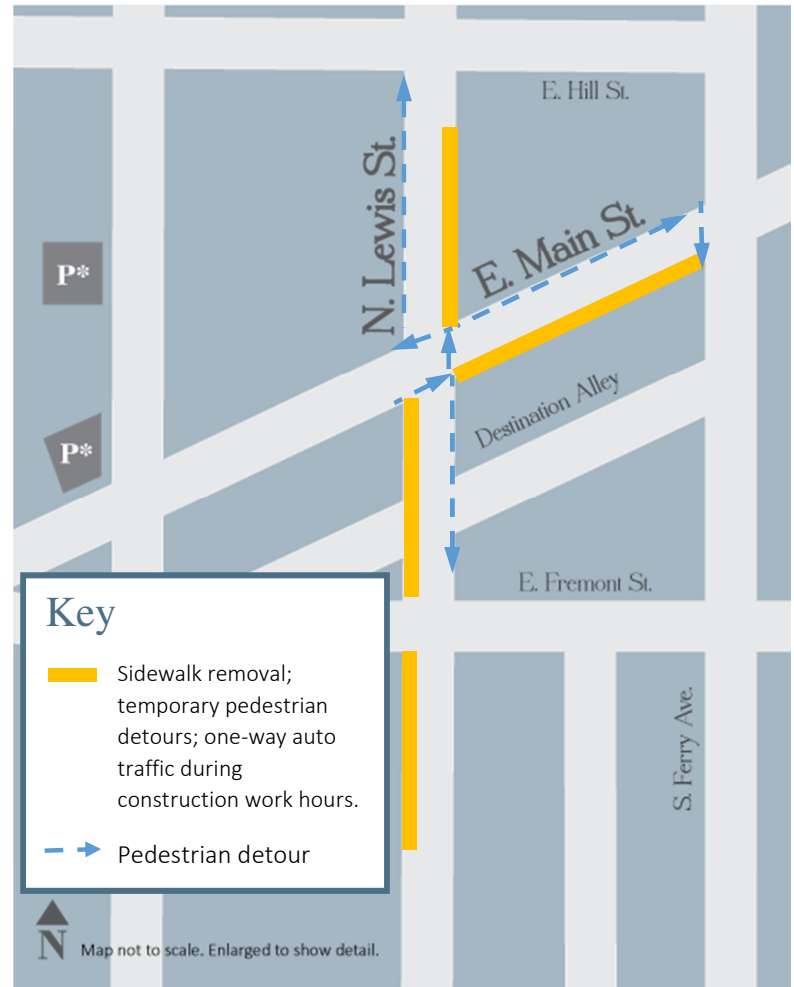 E. Hill St.
N. Lewis St.
E. Main St.
P*
Destination Alley
P*
E. Fremont St.
Key
Sidewalk removal;
temporary pedestrian
detours; one-way auto
traffic during
construction work hours.
Pedestrian detour
S. Ferry Ave.
N
Map not to scale. Enlarged to show detail.